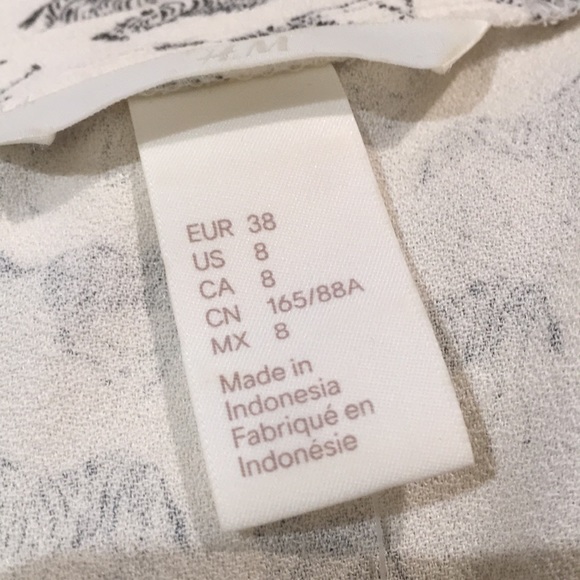 H&M
EUR 38
US 8
CA 8
CN 165/88A
MX 8
Made in
Indonesia
Fabriqué en
Indonésie